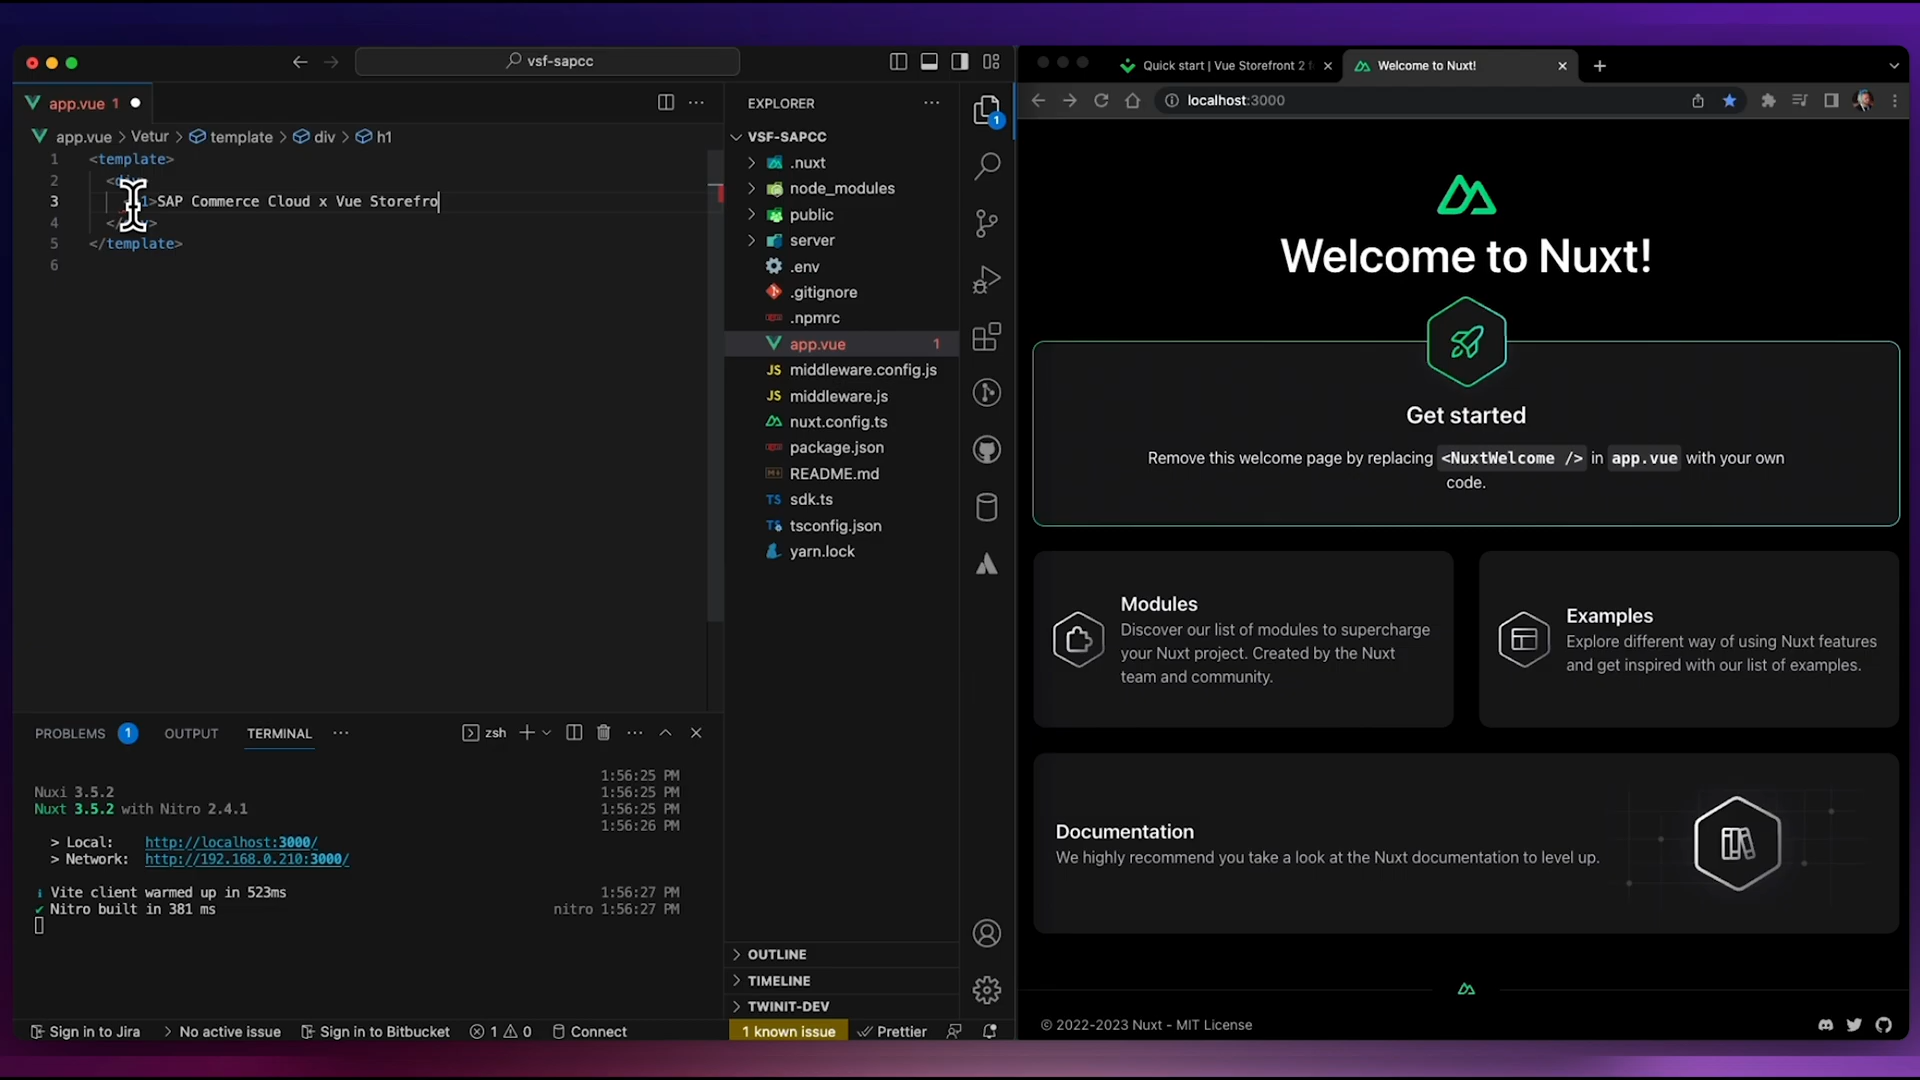 vsf-sapcc
app.vue 1
app.vue > Vetur > template > div > h1
1 <template>
2 <div>
3 1>SAP Commerce Cloud x Vue Storefro
4 </ >
5 </template>
6
PROBLEMS 1 OUTPUT TERMINAL ···
zsh
1:56:25 PM
Nuxi 3.5.2 1:56:25 PM
Nuxt 3.5.2 with Nitro 2.4.1 1:56:25 PM
1:56:26 PM
> Local: http://localhost:3000/
> Network: http://192.168.0.210:3000/
ℹ Vite client warmed up in 523ms 1:56:27 PM
✔ Nitro built in 381 ms nitro 1:56:27 PM
EXPLORER ···
VSF-SAPCC
.nuxt
node_modules
public
server
.env
.gitignore
.npmrc
app.vue 1
JS middleware.config.js
JS middleware.js
nuxt.config.ts
package.json
README.md
TS sdk.ts
TS tsconfig.json
yarn.lock
OUTLINE
TIMELINE
TWINIT-DEV
1
Sign in to Jira > No active issue Sign in to Bitbucket 1 0 Connect 1 known issue Prettier
Quick start | Vue Storefront 2 f
Welcome to Nuxt!
localhost:3000
Welcome to Nuxt!
Get started
Remove this welcome page by replacing <NuxtWelcome /> in app.vue with your own
code.
Modules
Discover our list of modules to supercharge
your Nuxt project. Created by the Nuxt
team and community.
Examples
Explore different way of using Nuxt features
and get inspired with our list of examples.
Documentation
We highly recommend you take a look at the Nuxt documentation to level up.
© 2022-2023 Nuxt - MIT License